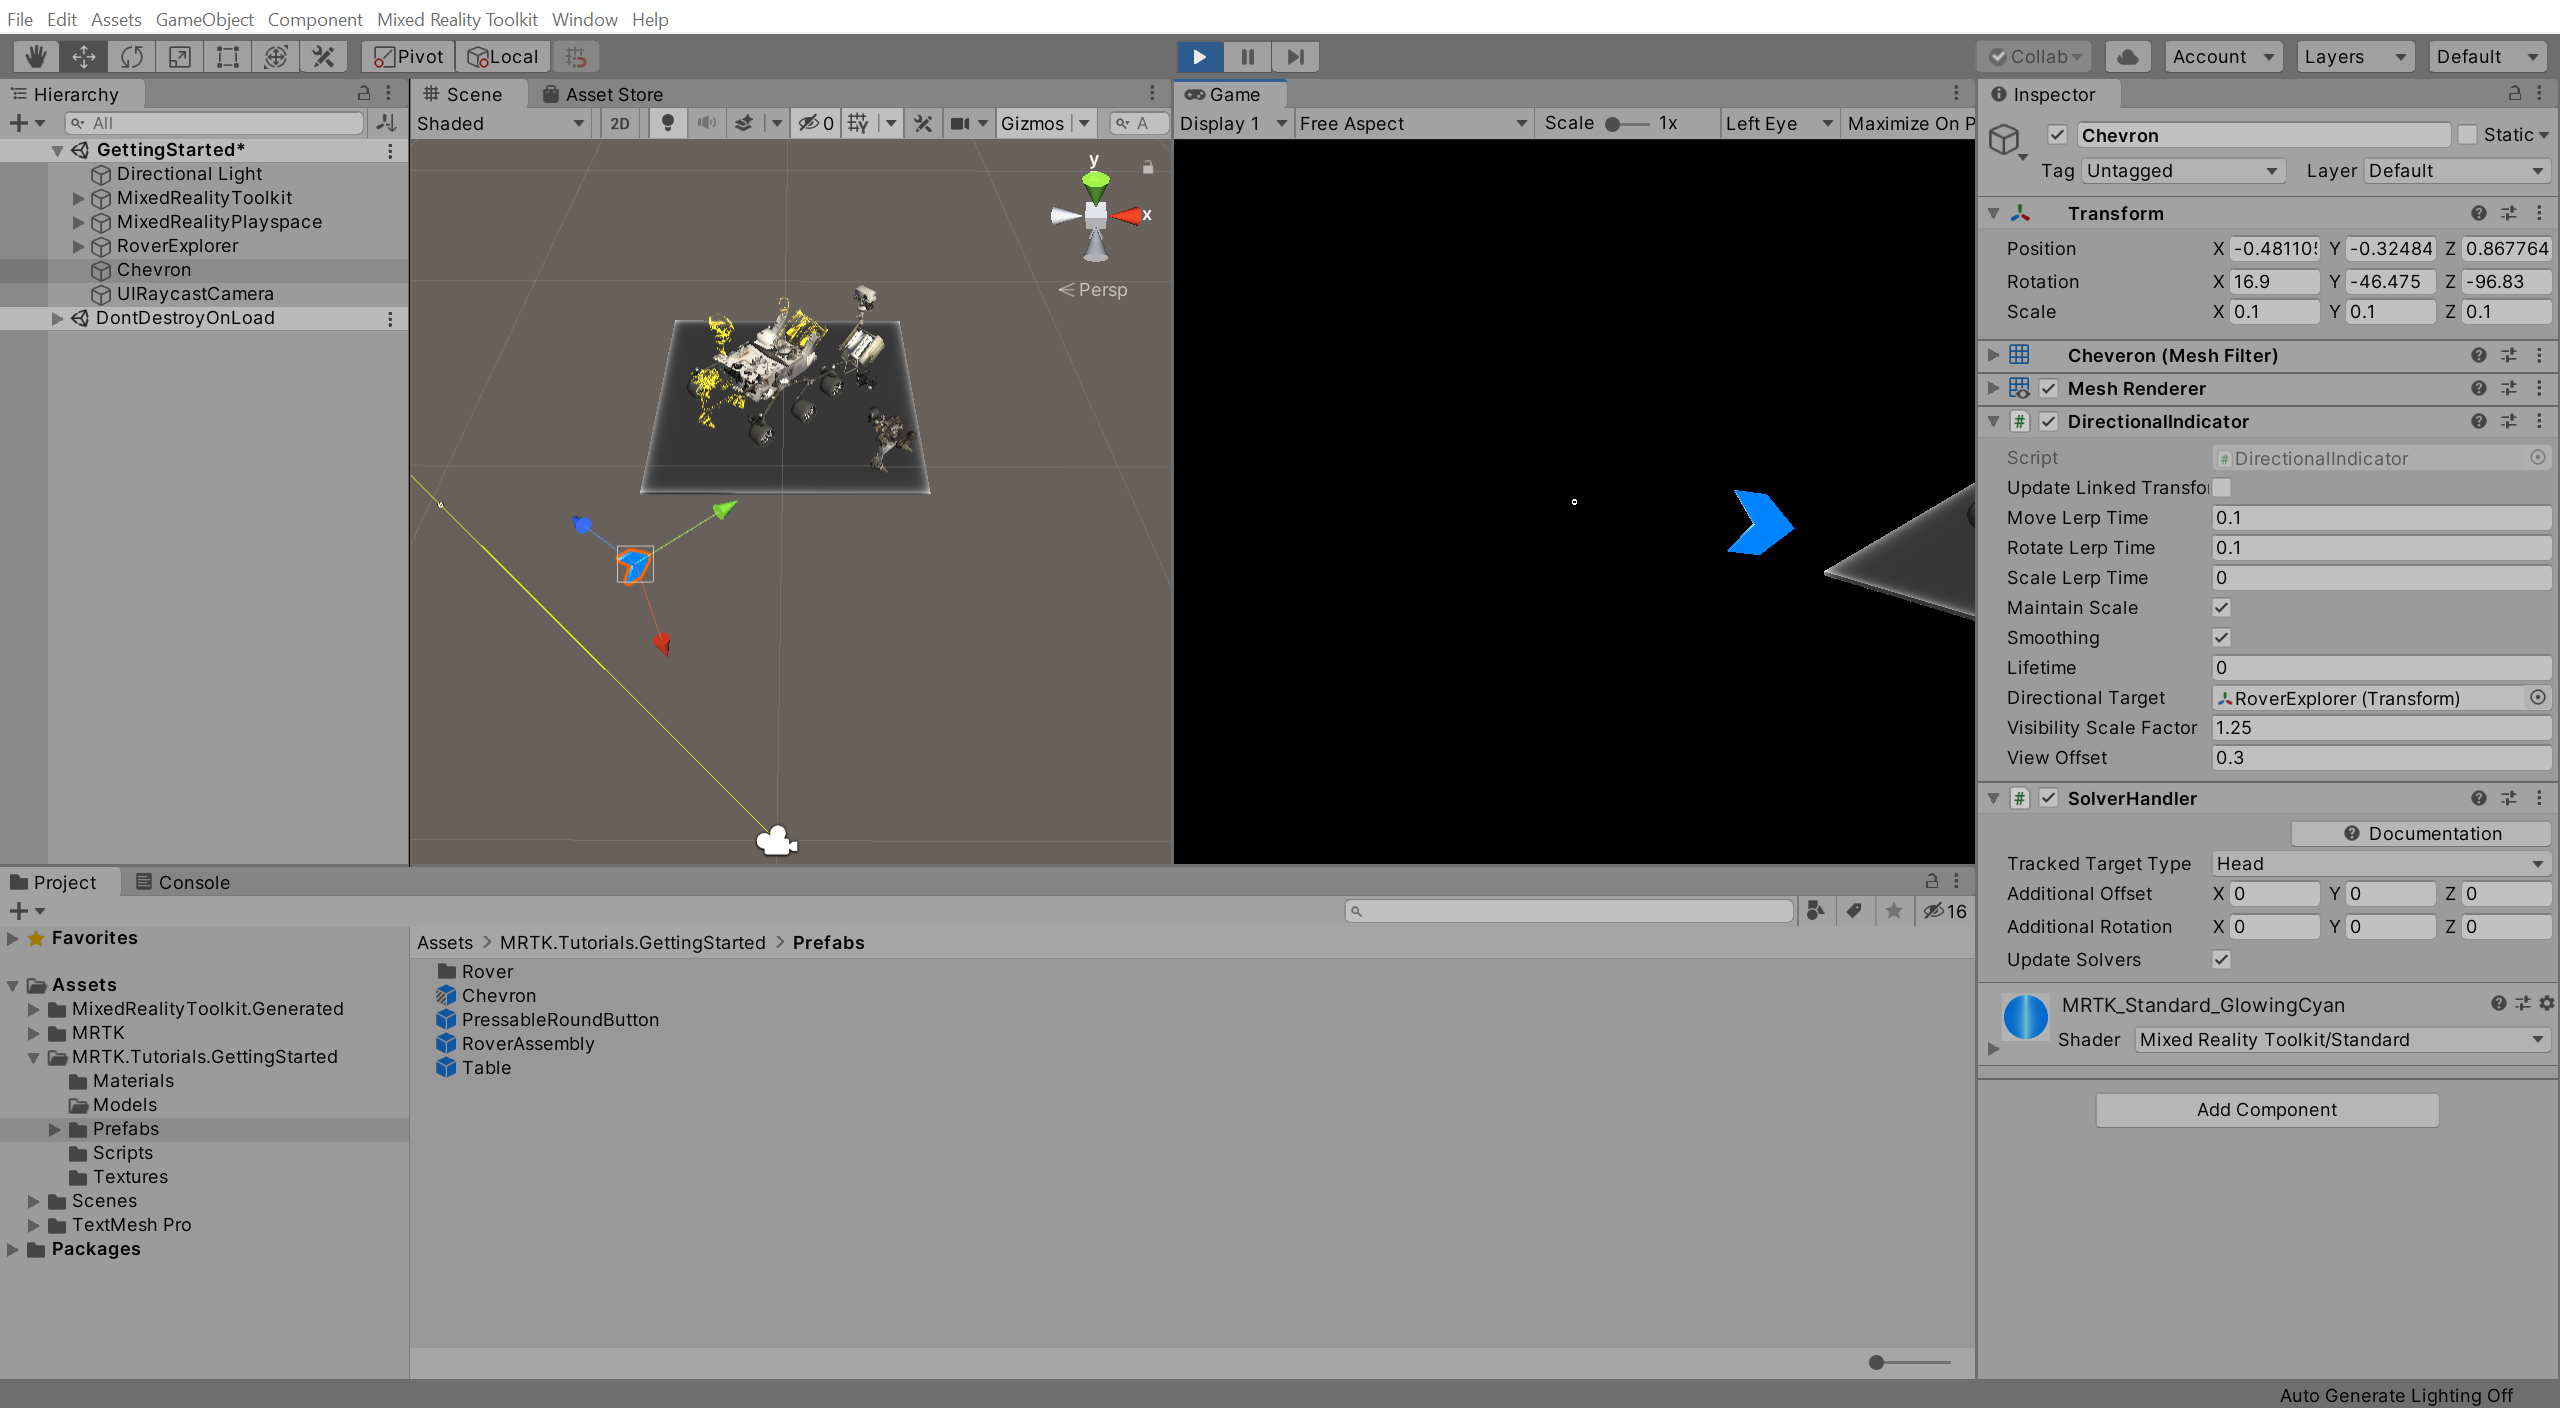 File Edit Assets GameObject Component Mixed Reality Toolkit Window Help
Pivot Local
Collab Account Layers Default
Hierarchy
All
GettingStarted*
Directional Light
MixedRealityToolkit
MixedRealityPlayspace
RoverExplorer
Chevron
UIRaycastCamera
DontDestroyOnLoad
Scene Asset Store
Shaded 2D 0 Gizmos A
y
x
Persp
Game
Display 1 Free Aspect Scale 1x Left Eye Maximize On P
Project Console
16
Favorites
Assets
MixedRealityToolkit.Generated
MRTK
MRTK.Tutorials.GettingStarted
Materials
Models
Prefabs
Scripts
Textures
Scenes
TextMesh Pro
Packages
Assets > MRTK.Tutorials.GettingStarted > Prefabs
Rover
Chevron
PressableRoundButton
RoverAssembly
Table
Inspector
Chevron Static
Tag Untagged Layer Default
Transform
Position X -0.48110 Y -0.32484 Z 0.867764
Rotation X 16.9 Y -46.475 Z -96.83
Scale X 0.1 Y 0.1 Z 0.1
Cheveron (Mesh Filter)
Mesh Renderer
# DirectionalIndicator
Script # DirectionalIndicator
Update Linked Transfo
Move Lerp Time 0.1
Rotate Lerp Time 0.1
Scale Lerp Time 0
Maintain Scale
Smoothing
Lifetime 0
Directional Target RoverExplorer (Transform)
Visibility Scale Factor 1.25
View Offset 0.3
# SolverHandler
Documentation
Tracked Target Type Head
Additional Offset X 0 Y 0 Z 0
Additional Rotation X 0 Y 0 Z 0
Update Solvers
MRTK_Standard_GlowingCyan
Shader Mixed Reality Toolkit/Standard
Add Component
Auto Generate Lighting Off